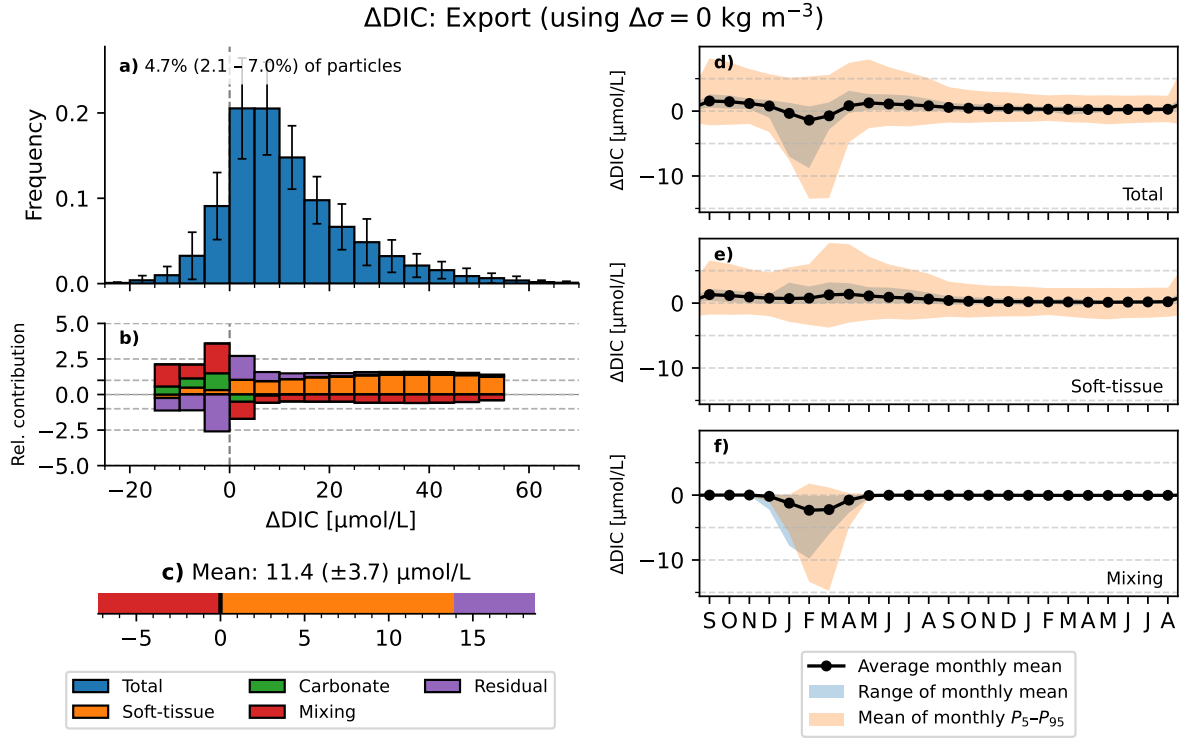 ΔDIC: Export (using Δσ = 0 kg m⁻³)
a) 4.7% (2.1 – 7.0%) of particles
Frequency
0.2
0.1
0.0
b)
Rel. contribution
5.0
2.5
0.0
−2.5
−5.0
−20 0 20 40 60
ΔDIC [µmol/L]
c) Mean: 11.4 (±3.7) µmol/L
−5 0 5 10 15
Total Carbonate Residual
Soft-tissue Mixing
d)
ΔDIC [µmol/L]
0
−10
Total
e)
ΔDIC [µmol/L]
0
−10
Soft-tissue
f)
ΔDIC [µmol/L]
0
−10
Mixing
S O N D J F M A M J J A S O N D J F M A M J J A
Average monthly mean
Range of monthly mean
Mean of monthly P₅–P₉₅